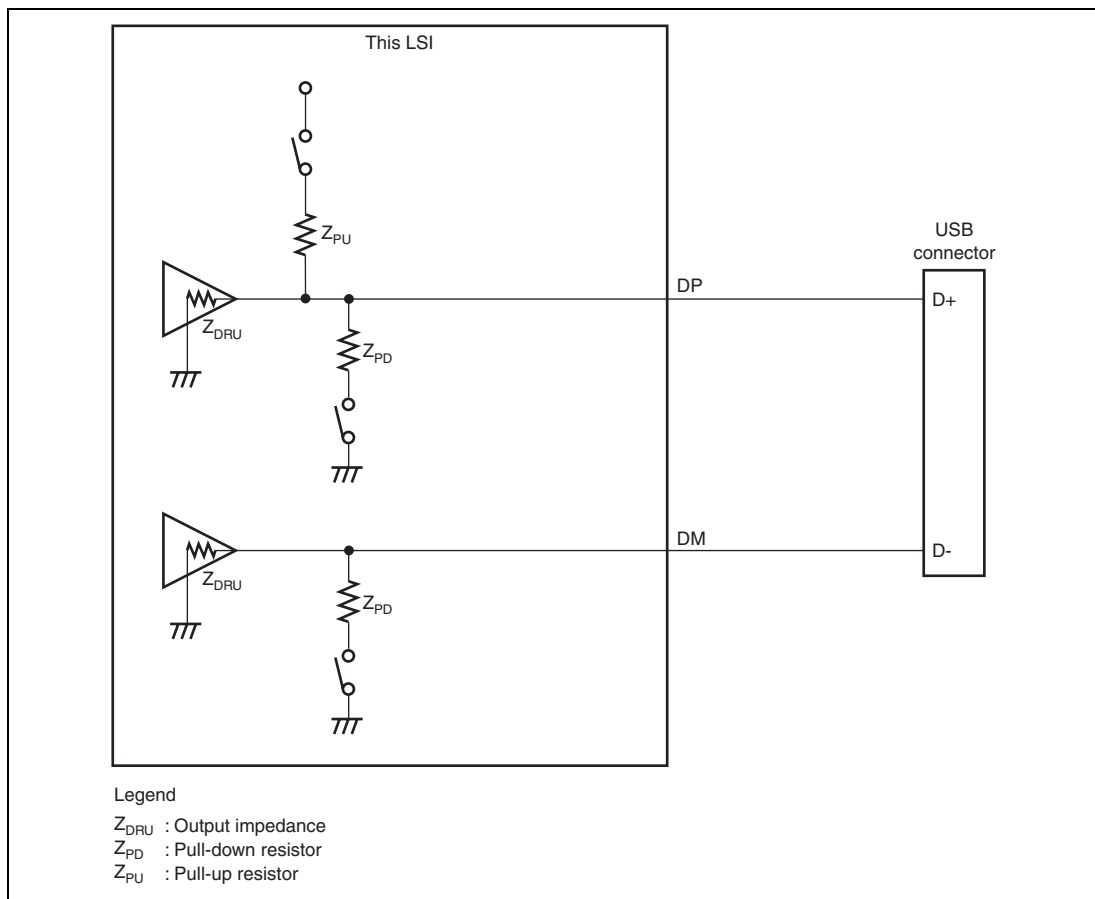 This LSI
Z_PU
USB
connector
DP
D+
Z_DRU
Z_PD
DM
D-
Z_DRU
Z_PD
Legend
Z_DRU : Output impedance
Z_PD : Pull-down resistor
Z_PU : Pull-up resistor